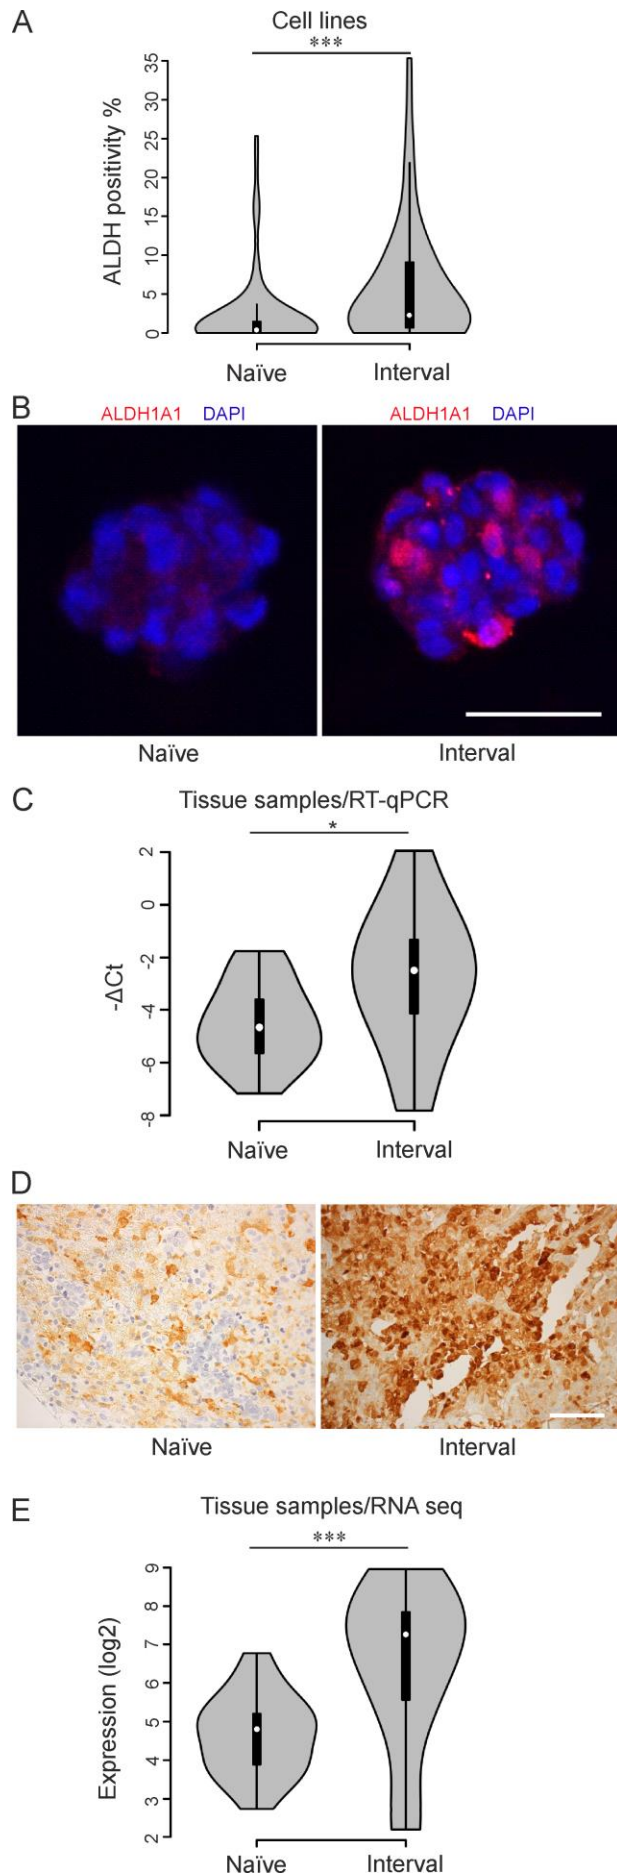 A
Cell lines
***
ALDH positivity %
35
30
25
20
15
10
5
0
Naïve Interval
B
ALDH1A1 DAPI ALDH1A1 DAPI
Naïve Interval
C
Tissue samples/RT-qPCR
*
-ΔCt
2
0
-2
-4
-6
-8
Naïve Interval
D
Naïve Interval
E
Tissue samples/RNA seq
***
Expression (log2)
9
8
7
6
5
4
3
2
Naïve Interval